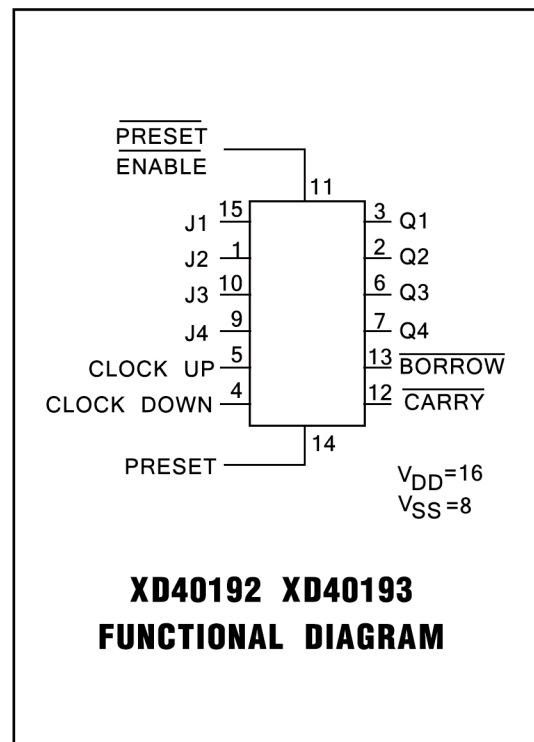 PRESET
ENABLE
11
J1 15
3 Q1
J2 1
2 Q2
J3 10
6 Q3
J4 9
7 Q4
CLOCK UP 5
13 BORROW
CLOCK DOWN 4
12 CARRY
14
PRESET
VDD=16
VSS=8
XD40192 XD40193
FUNCTIONAL DIAGRAM